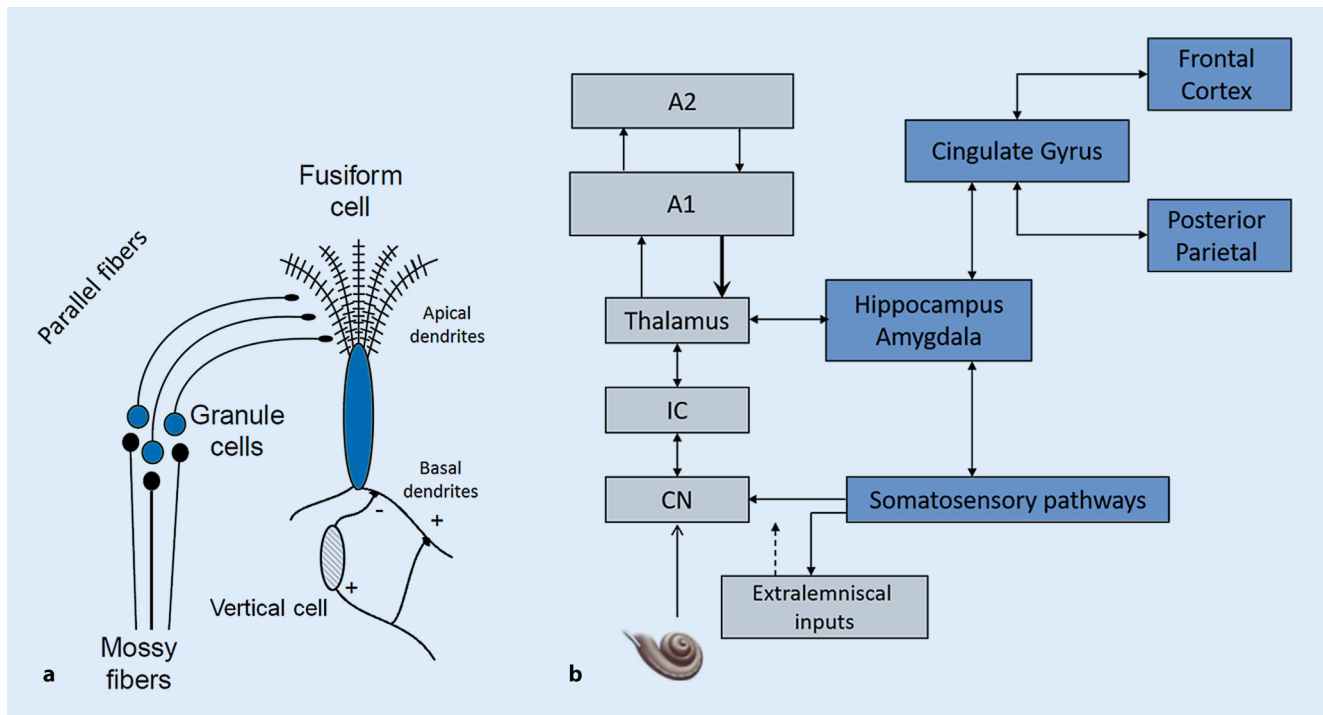 Fusiform
cell
Parallel fibers
Apical
dendrites
Granule
cells
Basal
dendrites
-
+
+
Vertical cell
Mossy
fibers
a
A2
A1
Thalamus
IC
CN
Frontal
Cortex
Cingulate Gyrus
Posterior
Parietal
Hippocampus
Amygdala
Somatosensory pathways
Extralemniscal
inputs
b